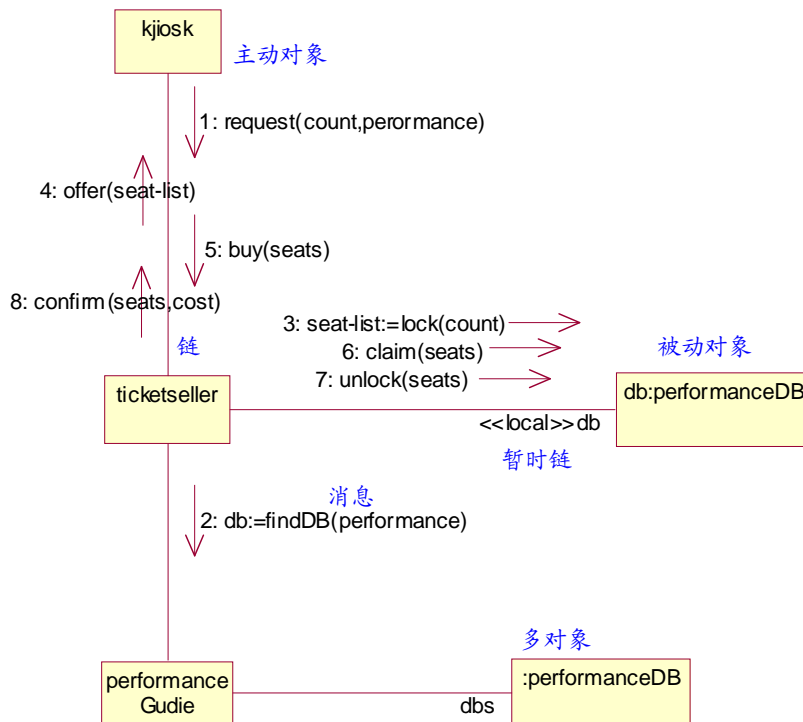 kjiosk
主动对象
1: request(count,perormance)
4: offer(seat-list)
5: buy(seats)
8: confirm(seats,cost)
3: seat-list:=lock(count)
链
6: claim(seats)
被动对象
7: unlock(seats)
ticketseller
db:performanceDB
<<local>>db
暂时链
消息
2: db:=findDB(performance)
多对象
performance
Gudie
:performanceDB
dbs